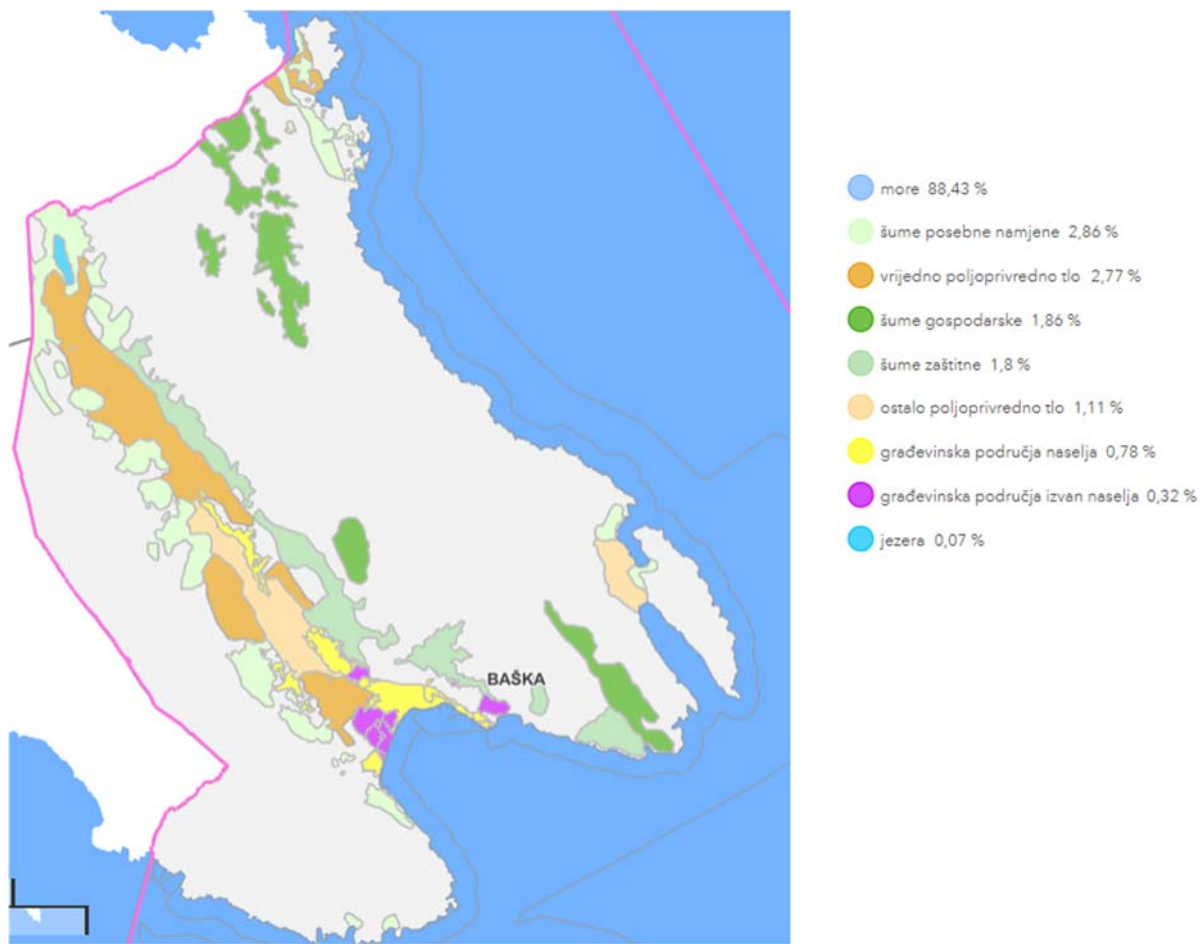 more 88,43 %
šume posebne namjene 2,86 %
vrijedno poljoprivredno tlo 2,77 %
šume gospodarske 1,86 %
šume zaštitne 1,8 %
ostalo poljoprivredno tlo 1,11 %
građevinska područja naselja 0,78 %
građevinska područja izvan naselja 0,32 %
jezera 0,07 %
BAŠKA